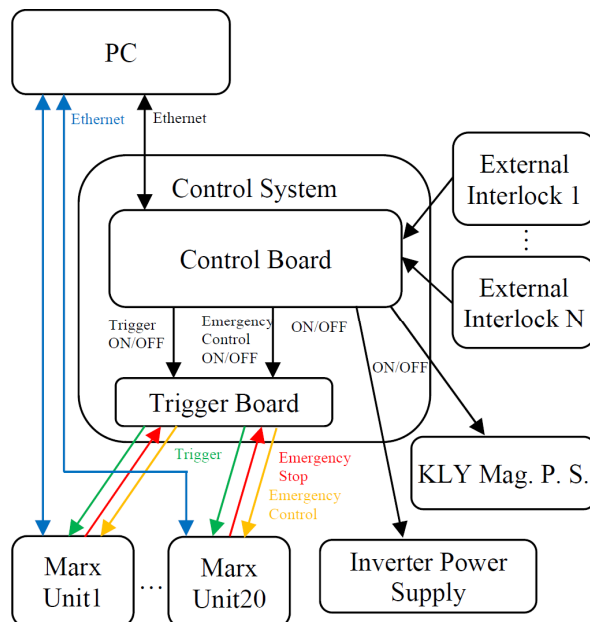 PC
Ethernet
Ethernet
Control System
External
Interlock 1
...
Control Board
External
Interlock N
Trigger
ON/OFF
Emergency
Control
ON/OFF
ON/OFF
ON/OFF
Trigger Board
Trigger
Emergency
Stop
Emergency
Control
KLY Mag. P. S.
Marx
Unit1
...
Marx
Unit20
Inverter Power
Supply